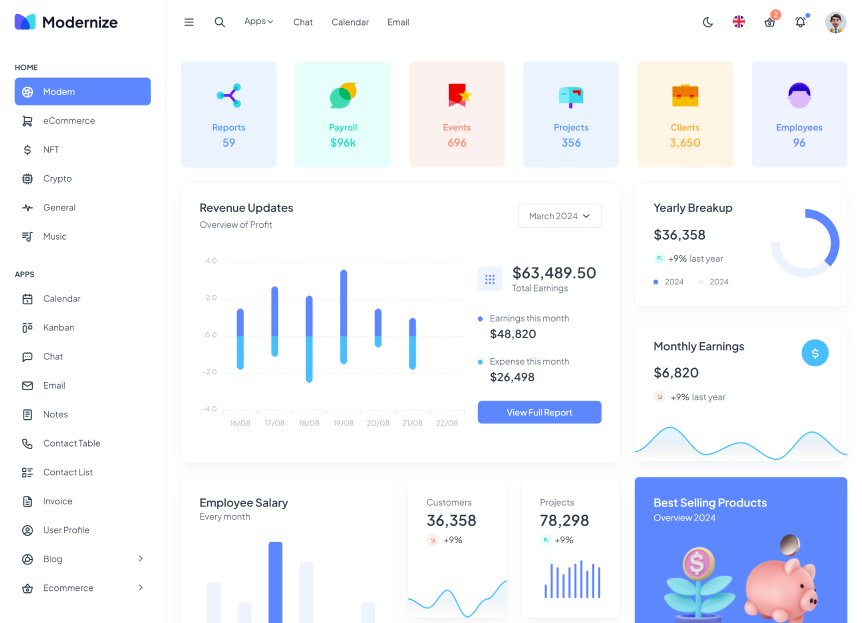 Modernize
Apps
Chat
Calendar
Email
2
HOME
Modern
eCommerce
NFT
Crypto
General
Music
APPS
Calendar
Kanban
Chat
Email
Notes
Contact Table
Contact List
Invoice
User Profile
Blog
Ecommerce
Reports
59
Payroll
$96k
Events
696
Projects
356
Clients
3,650
Employees
96
Revenue Updates
Overview of Profit
March 2024
4.0
2.0
0.0
-2.0
-4.0
16/08 17/08 18/08 19/08 20/08 21/08 22/08
$63,489.50
Total Earnings
Earnings this month
$48,820
Expense this month
$26,498
View Full Report
Yearly Breakup
$36,358
+9% last year
2024 2024
Monthly Earnings
$
$6,820
+9% last year
Employee Salary
Every month
Customers
36,358
+9%
Projects
78,298
+9%
Best Selling Products
Overview 2024
$